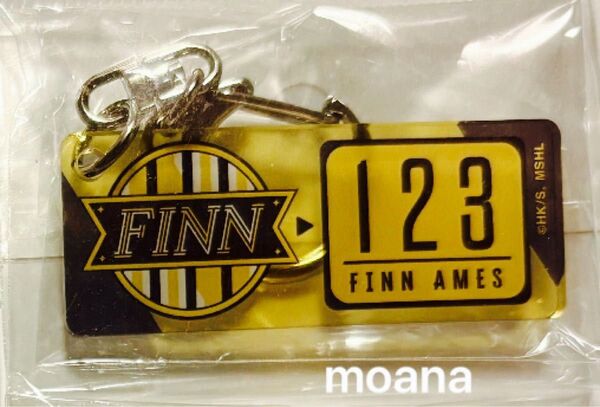 FINN
123
FINN AMES
©HK/S, MSHL
moana